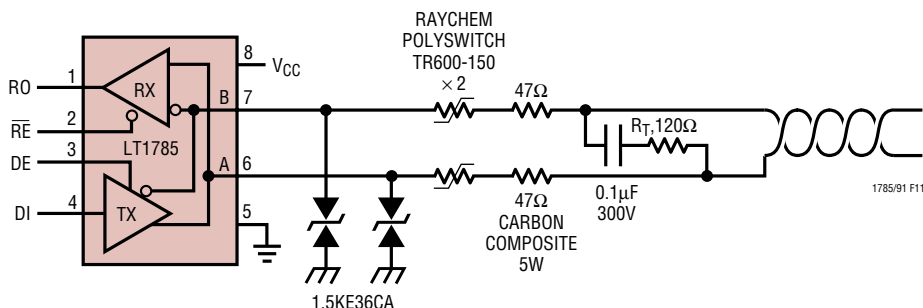 RAYCHEM
POLYSWITCH
TR600-150
× 2
47Ω
8
VCC
RO
1
RX
B
7
2
RE
LT1785
RT, 120Ω
DE
3
A
6
DI
4
TX
5
0.1µF
300V
47Ω
CARBON
COMPOSITE
5W
1.5KE36CA
1785/91 F11